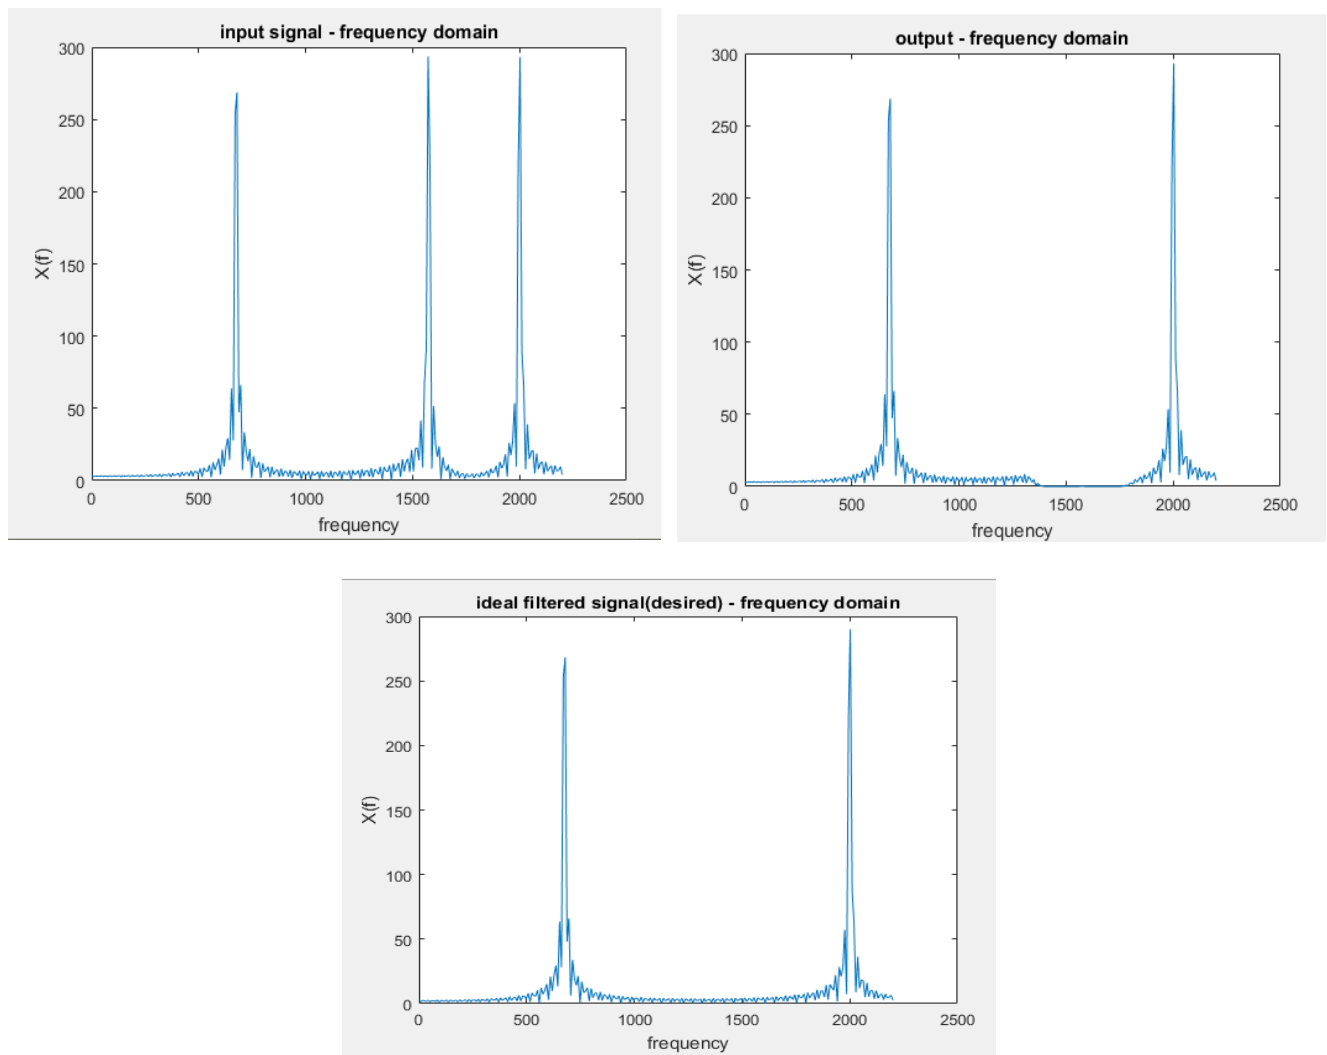 input signal - frequency domain
300
250
200
150
100
50
0
X(f)
0 500 1000 1500 2000 2500
frequency
output - frequency domain
300
250
200
150
100
50
0
X(f)
0 500 1000 1500 2000 2500
frequency
ideal filtered signal(desired) - frequency domain
300
250
200
150
100
50
0
X(f)
0 500 1000 1500 2000 2500
frequency